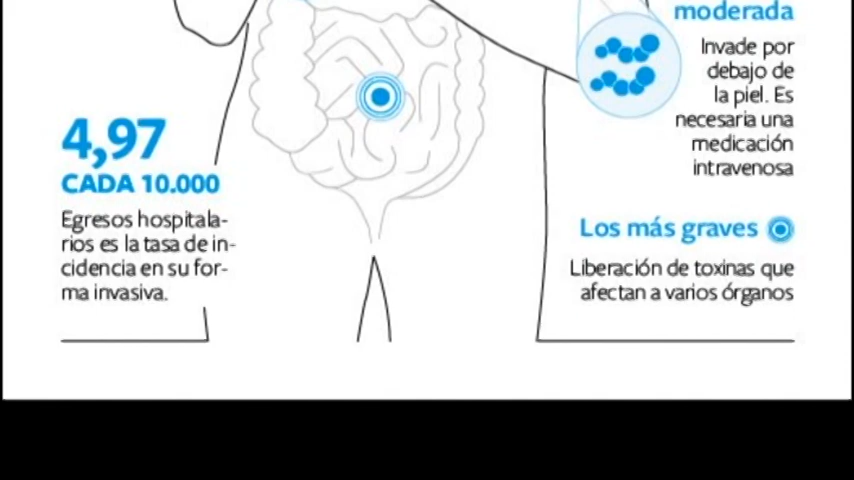 4,97
CADA 10.000
Egresos hospitala-
rios es la tasa de in-
cidencia en su for-
ma invasiva.
moderada
Invade por
debajo de
la piel. Es
necesaria una
medicación
intravenosa
Los más graves
Liberación de toxinas que
afectan a varios órganos